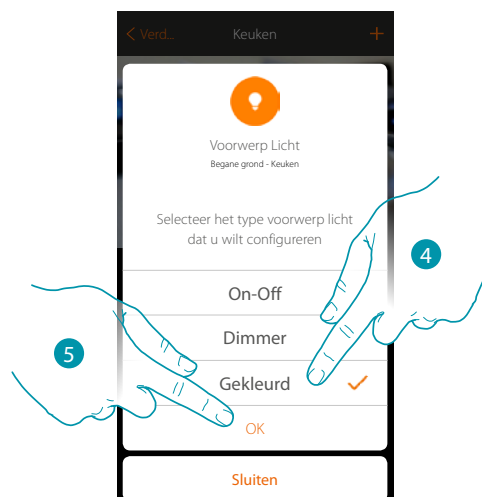 Verd... Keuken +
Voorwerp Licht
Begane grond - Keuken
Selecteer het type voorwerp licht
dat u wilt configureren
4
On-Off
Dimmer
5
Gekleurd
OK
Sluiten